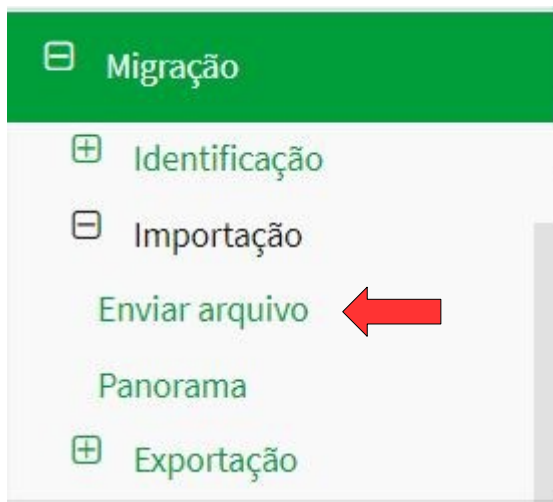 Migração
Identificação
Importação
Enviar arquivo
Panorama
Exportação